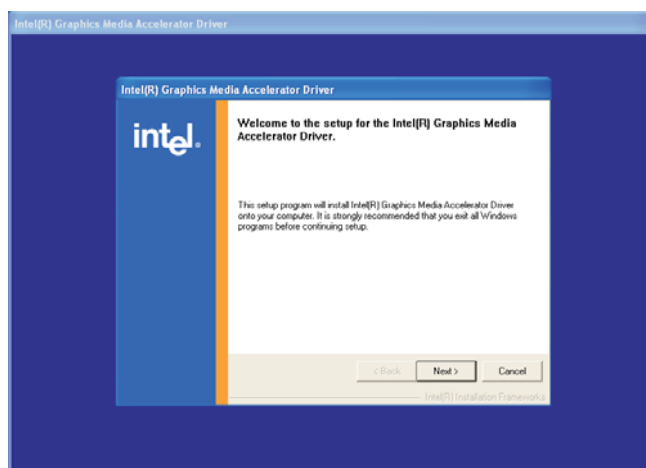 Intel(R) Graphics Media Accelerator Driver
Intel(R) Graphics Media Accelerator Driver
intel.
Welcome to the setup for the Intel(R) Graphics Media
Accelerator Driver.
This setup program will install Intel(R) Graphics Media Accelerator Driver
onto your computer. It is strongly recommended that you exit all Windows
programs before continuing setup.
< Back
Next >
Cancel
Intel(R) Installation Frameworks